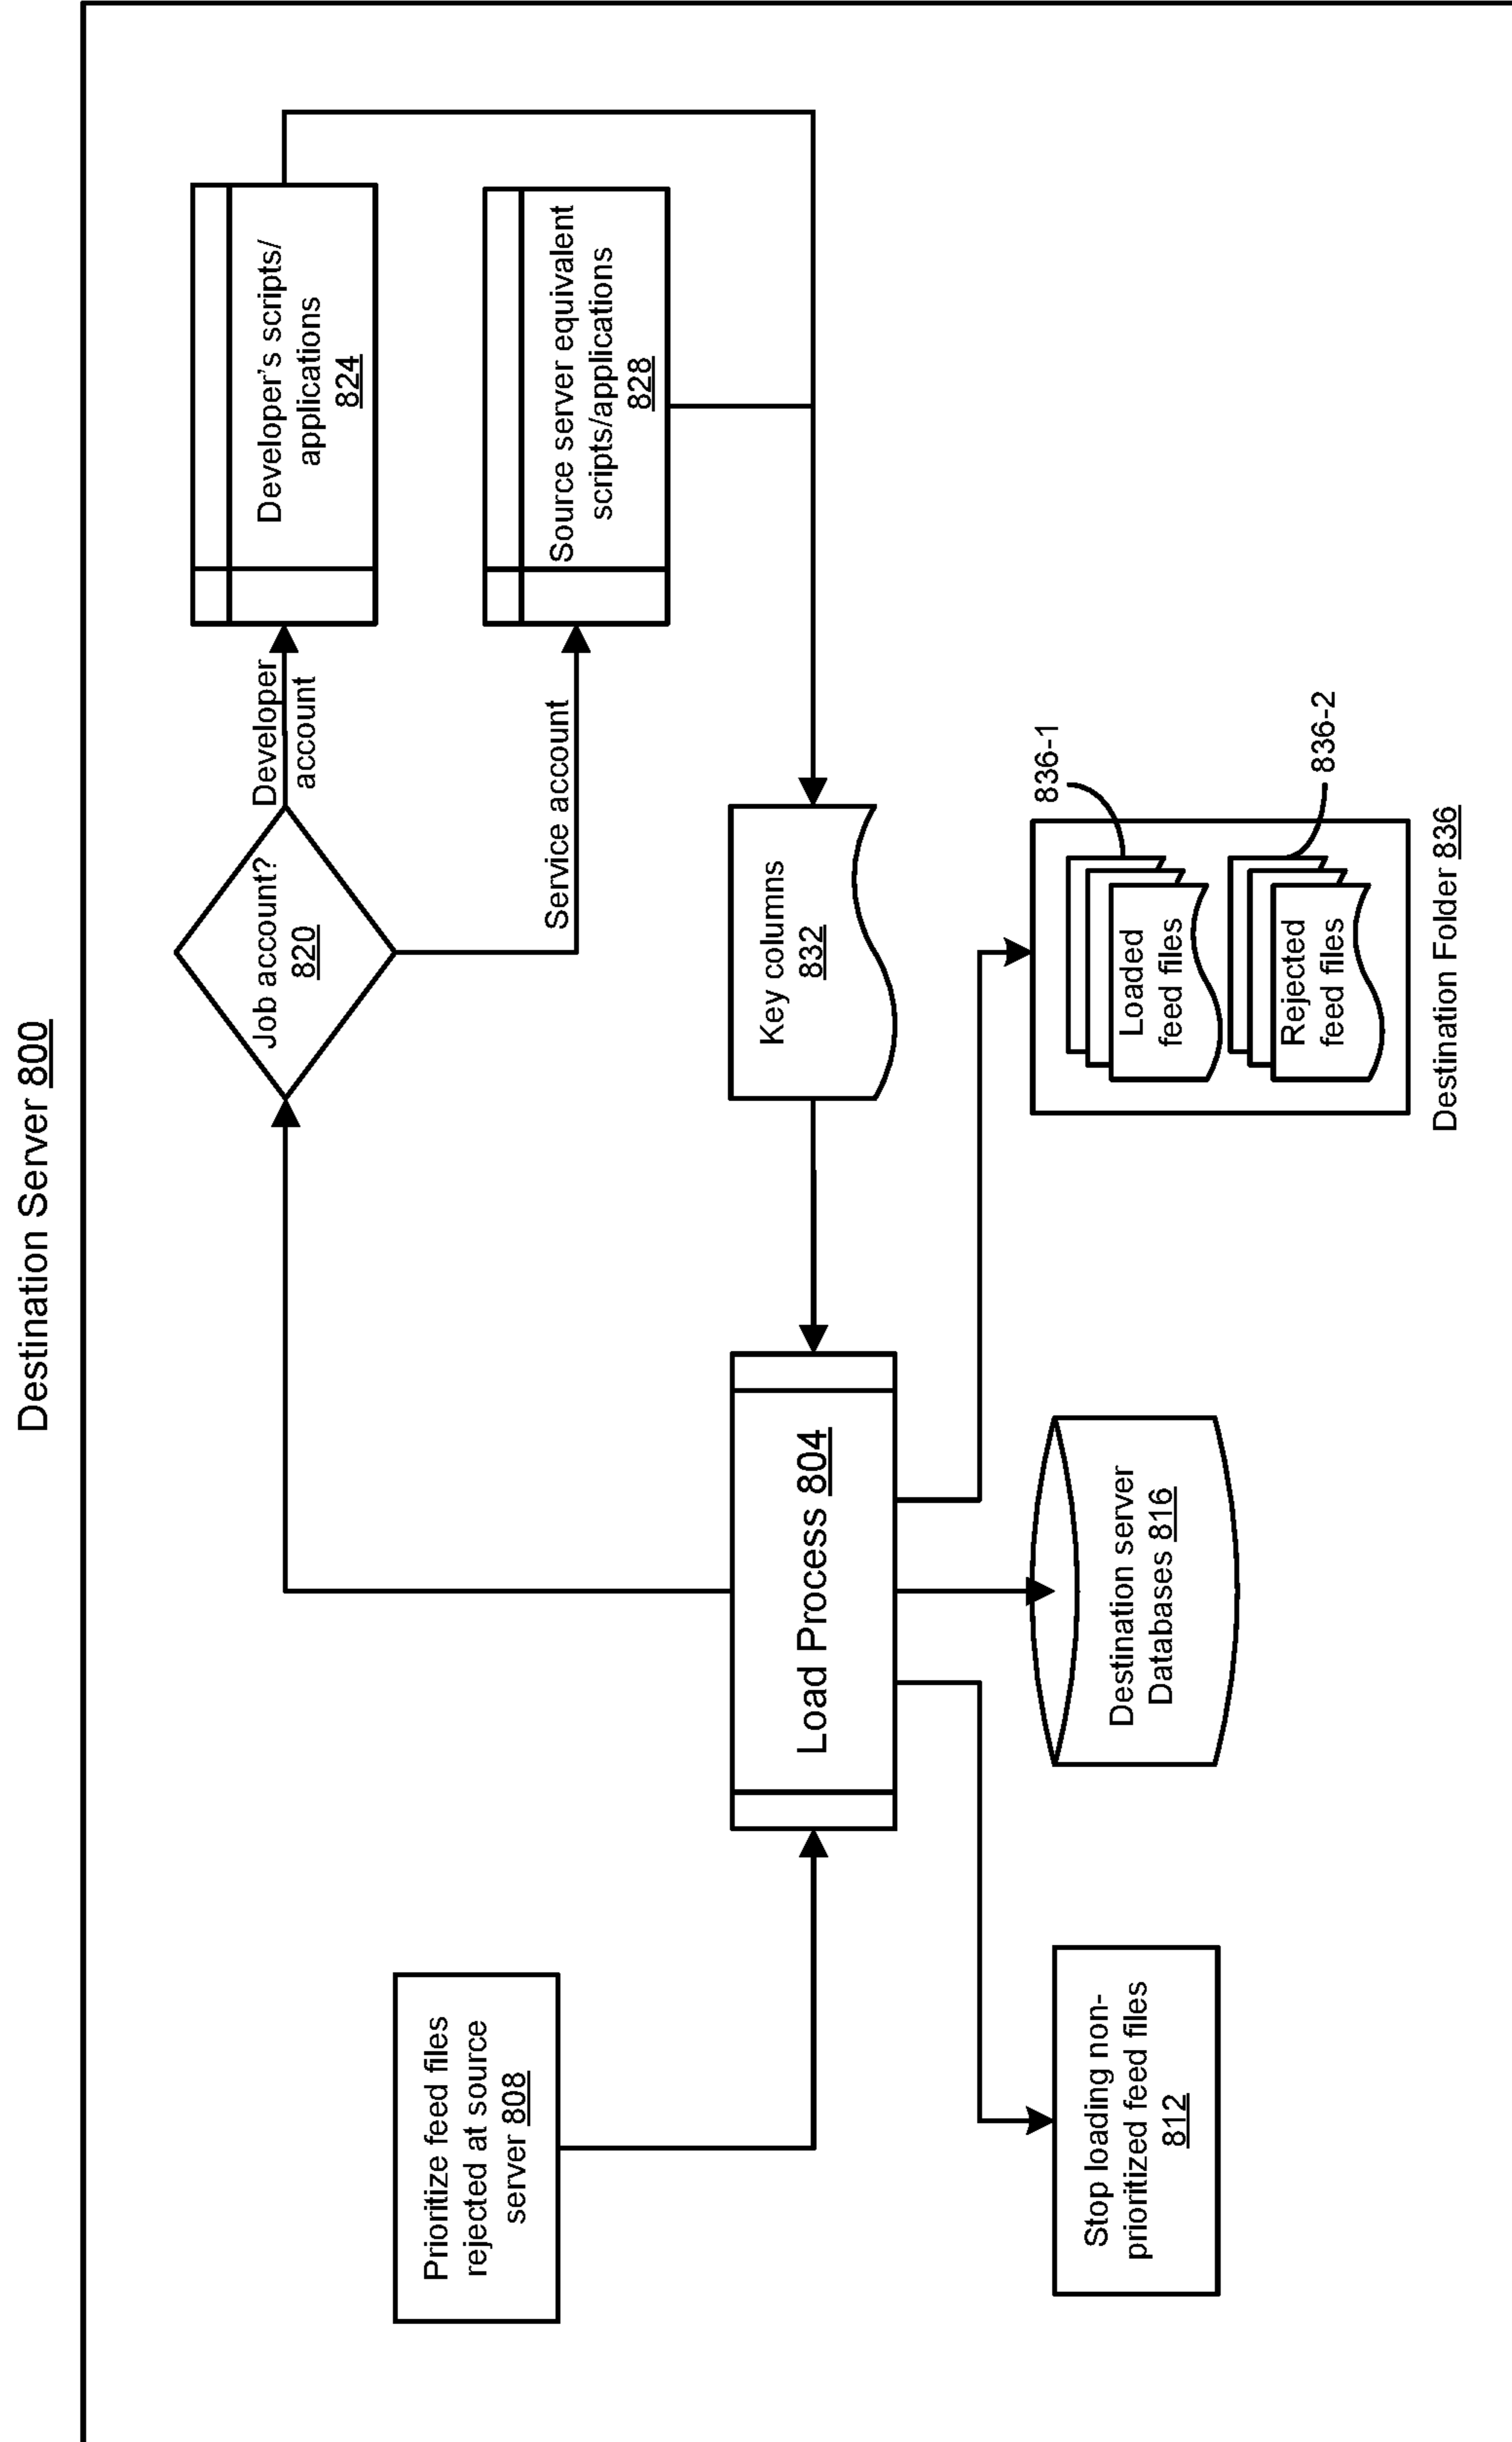 Destination Server 800
Prioritize feed files
rejected at source
server 808
Job account?
820
Developer
account
Developer's scripts/
applications
824
Service account
Source server equivalent
scripts/applications
828
Load Process 804
Key columns
832
Stop loading non-
prioritized feed files
812
Destination server
Databases 816
836-1
Loaded
feed files
836-2
Rejected
feed files
Destination Folder 836